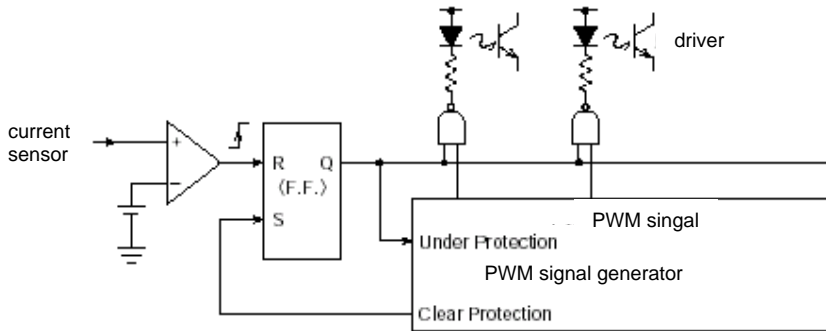 driver
current
sensor
+
−
R Q
(F.F.)
S
PWM singal
Under Protection
PWM signal generator
Clear Protection